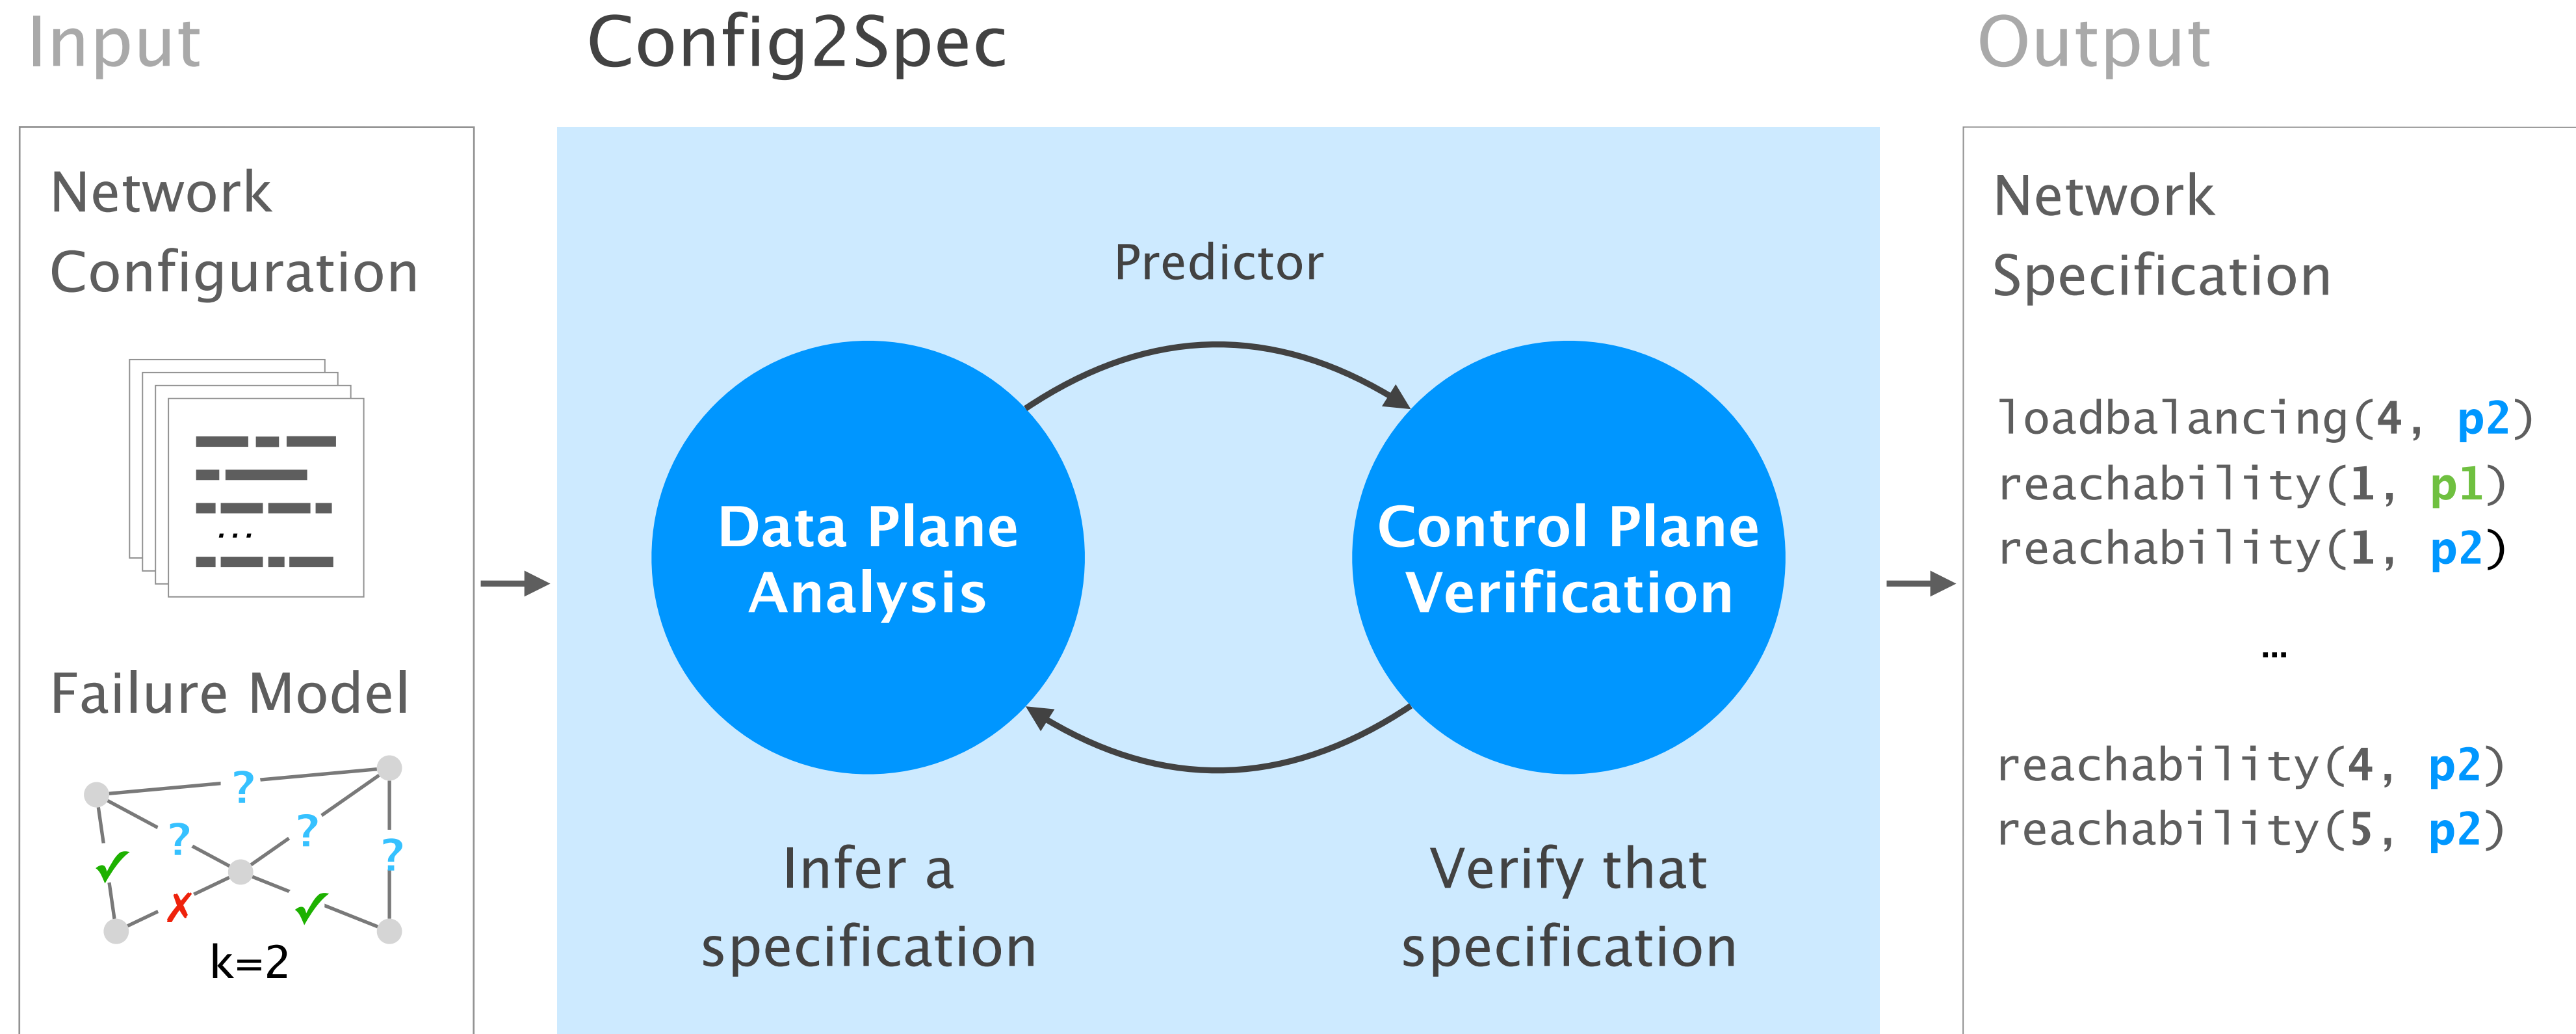 Input
Config2Spec
Output
Network
Configuration
...
Failure Model
?
?
?
?
✓
✗
✓
k=2
Predictor
Data Plane
Analysis
Control Plane
Verification
Infer a
specification
Verify that
specification
Network
Specification
loadbalancing(4, p2)
reachability(1, p1)
reachability(1, p2)
...
reachability(4, p2)
reachability(5, p2)